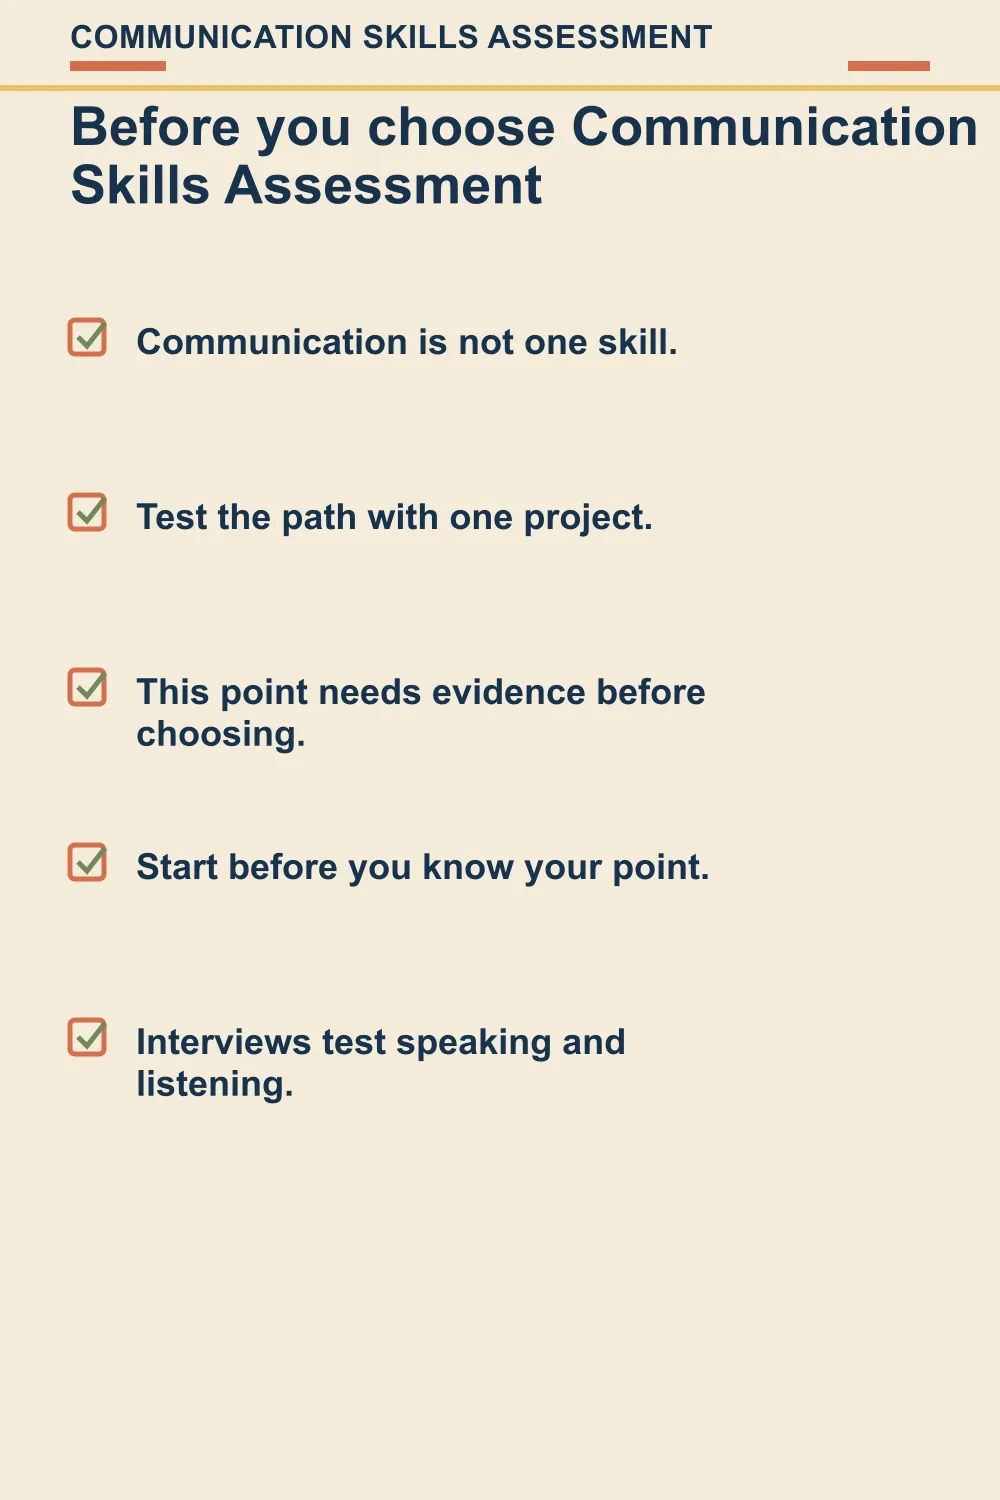 COMMUNICATION SKILLS ASSESSMENT
Before you choose Communication
Skills Assessment
Communication is not one skill.
Test the path with one project.
This point needs evidence before
choosing.
Start before you know your point.
Interviews test speaking and
listening.